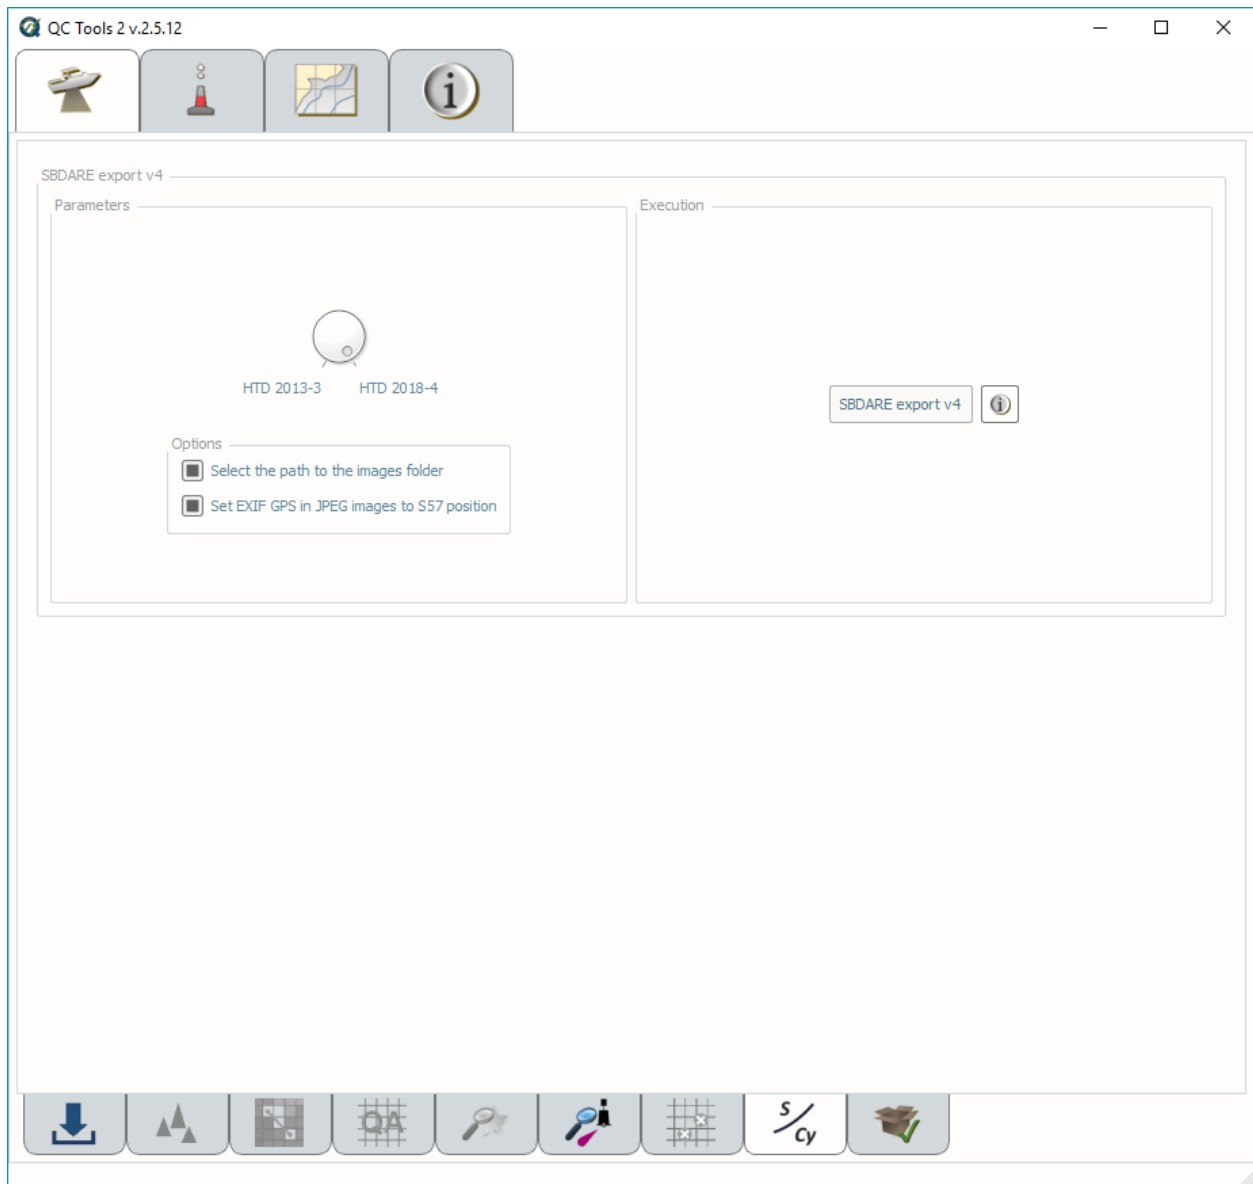 QC Tools 2 v.2.5.12
SBDARE export v4
Parameters
Execution
HTD 2013-3 HTD 2018-4
SBDARE export v4
Options
Select the path to the images folder
Set EXIF GPS in JPEG images to S57 position
QA
S/Cy